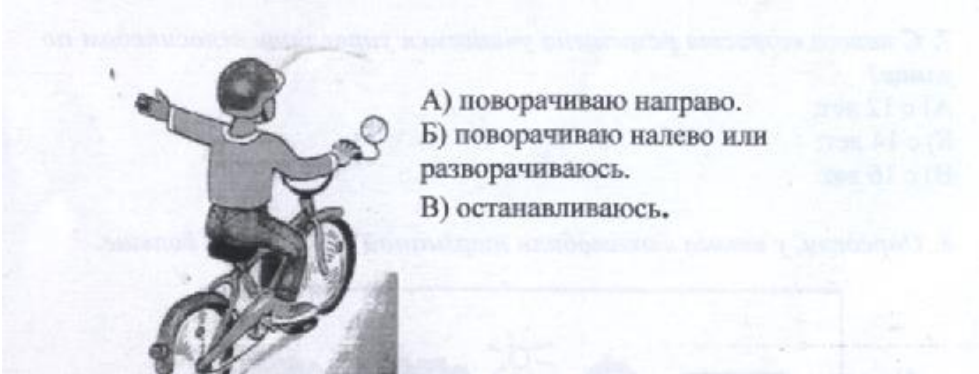 А) поворачиваю направо.
Б) поворачиваю налево или
разворачиваюсь.
В) останавливаюсь.